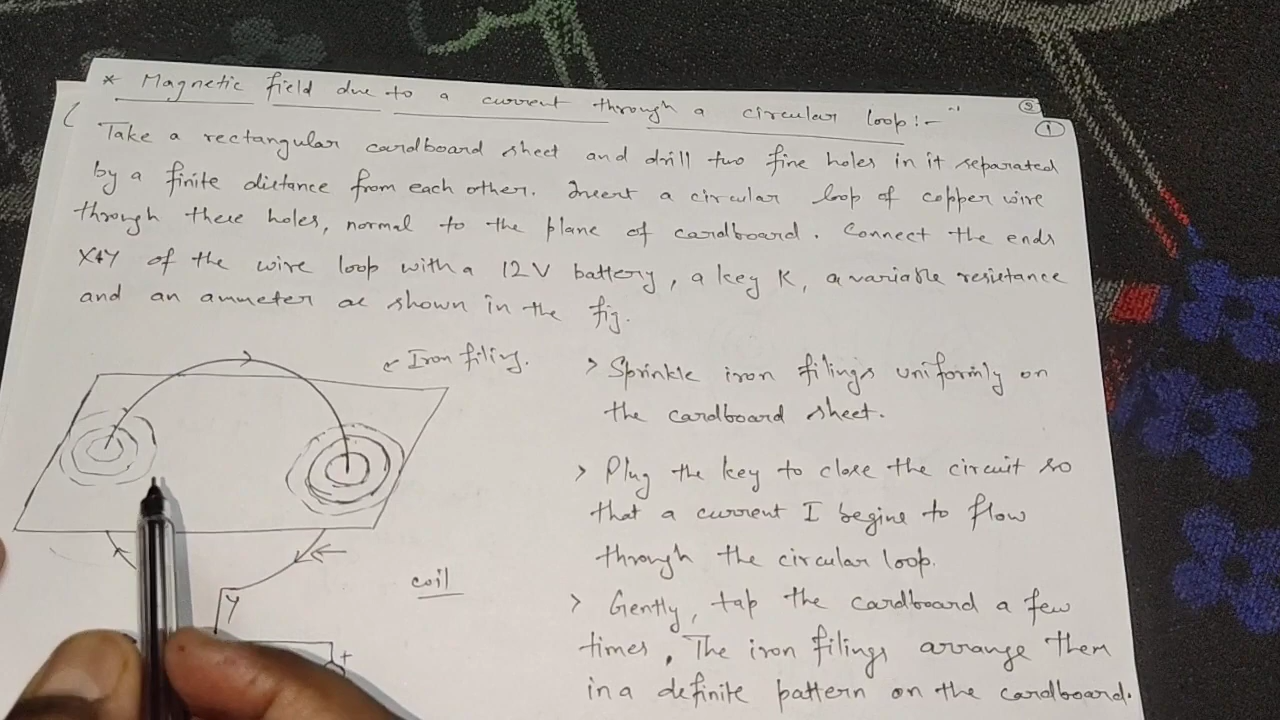 * Magnetic field due to a current through a circular loop :-
2
1
Take a rectangular cardboard sheet and drill two fine holes in it separated
by a finite distance from each other. Insert a circular loop of copper wire
through these holes, normal to the plane of cardboard. Connect the ends
X&Y of the wire loop with a 12V battery, a key K, a variable resistance
and an ammeter as shown in the fig.
Iron filing.
> Sprinkle iron filings uniformly on
the cardboard sheet.
> Plug the key to close the circuit so
that a current I begins to flow
through the circular loop.
coil
Y
+
> Gently, tap the cardboard a few
times, The iron filings arrange them
in a definite pattern on the cardboard.